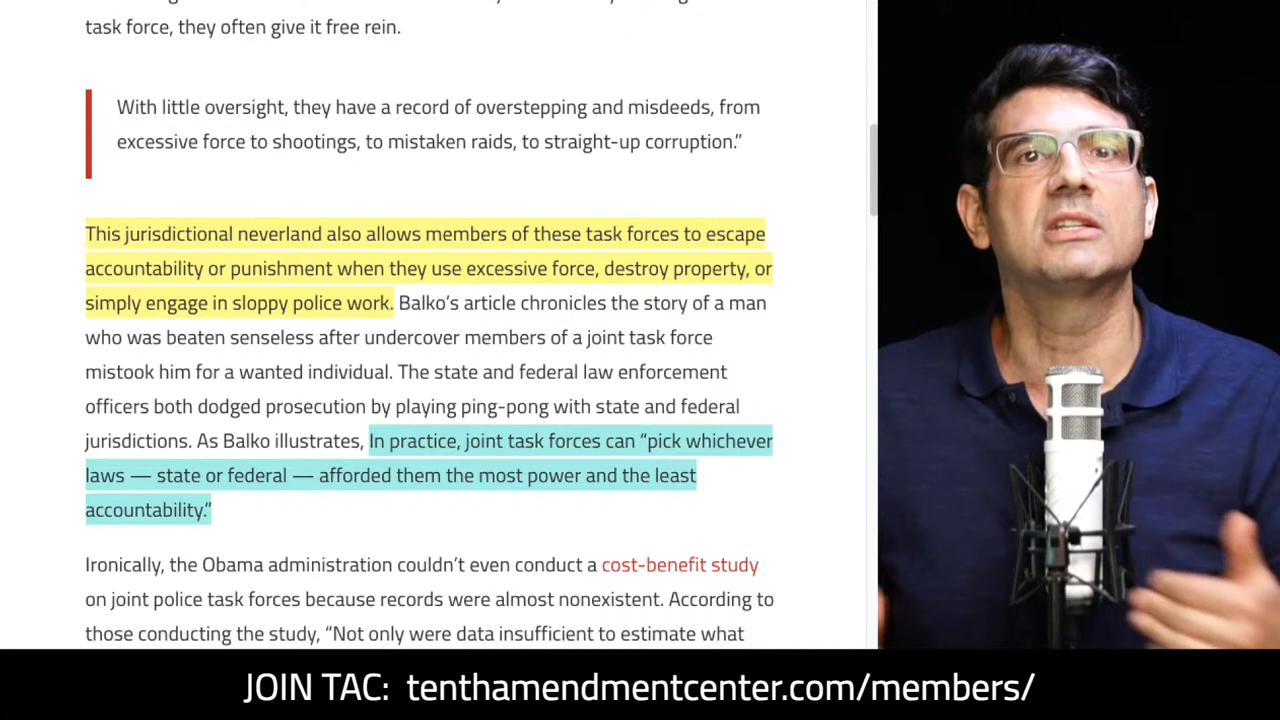 task force, they often give it free rein.
With little oversight, they have a record of overstepping and misdeeds, from
excessive force to shootings, to mistaken raids, to straight-up corruption.”
This jurisdictional neverland also allows members of these task forces to escape
accountability or punishment when they use excessive force, destroy property, or
simply engage in sloppy police work. Balko’s article chronicles the story of a man
who was beaten senseless after undercover members of a joint task force
mistook him for a wanted individual. The state and federal law enforcement
officers both dodged prosecution by playing ping-pong with state and federal
jurisdictions. As Balko illustrates, In practice, joint task forces can “pick whichever
laws — state or federal — afforded them the most power and the least
accountability.”
Ironically, the Obama administration couldn’t even conduct a cost-benefit study
on joint police task forces because records were almost nonexistent. According to
those conducting the study, “Not only were data insufficient to estimate what
JOIN TAC: tenthamendmentcenter.com/members/